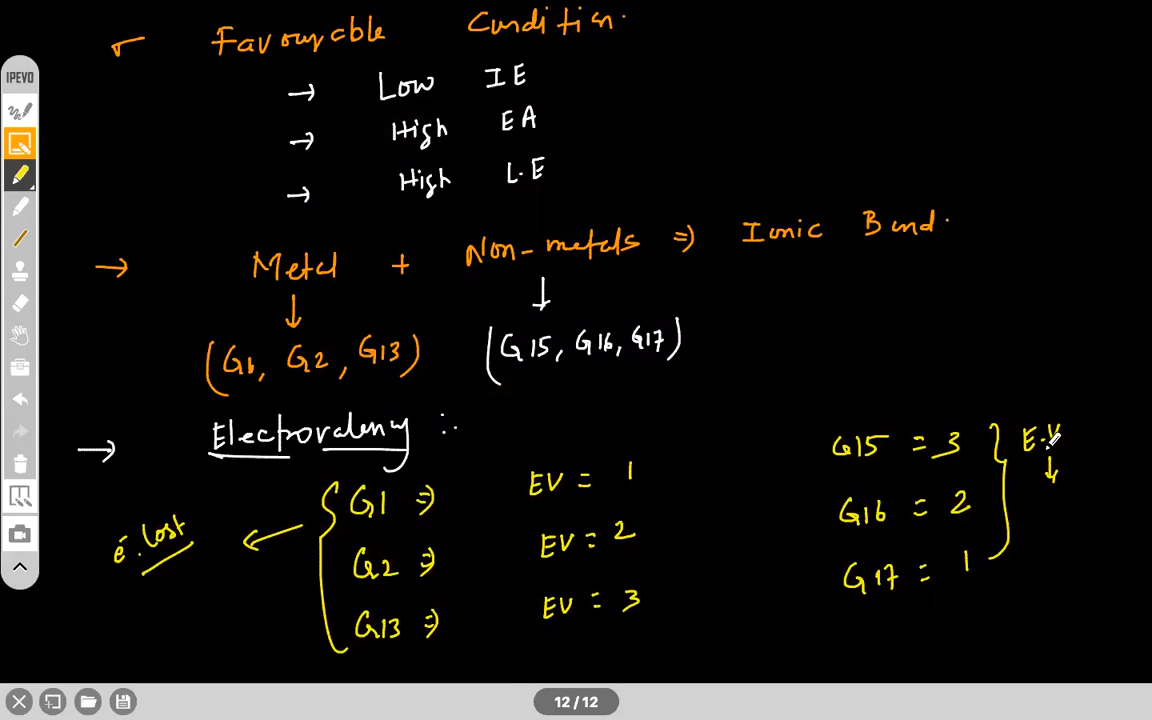 Favourable Condition.
→ Low IE
→ High EA
→ High L.E
→ Metal + Non-metals ⇒ Ionic Bond.
(G1, G2, G13) (G15, G16, G17)
→ Electrovalency :.
G1 ⇒ EV = 1
G2 ⇒ EV = 2
G13 ⇒ EV = 3
e⁻ lost
G15 = 3
G16 = 2
G17 = 1
E.V
IPEVO
12/12